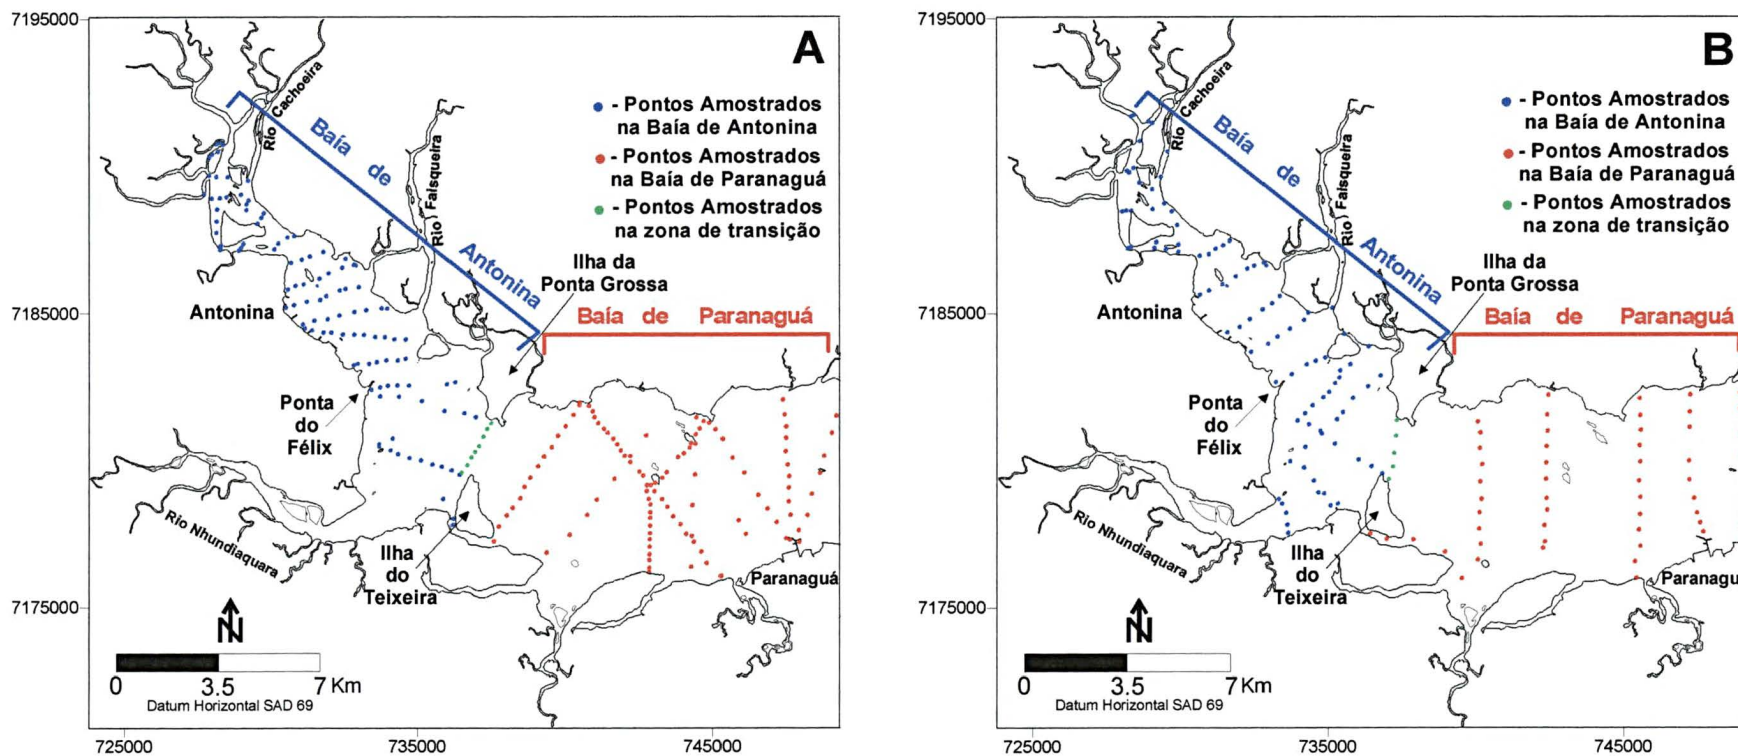 7195000
7185000
7175000
725000
735000
745000
A
- Pontos Amostrados
na Baía de Antonina
- Pontos Amostrados
na Baía de Paranaguá
- Pontos Amostrados
na zona de transição
Rio Cachoeira
Rio Faisqueira
Baía de Antonina
Ilha da
Ponta Grossa
Antonina
Baía de Paranaguá
Ponta
do
Félix
Rio Nhundiaquara
Ilha
do
Teixeira
Paranaguá
N
0 3.5 7 Km
Datum Horizontal SAD 69
7195000
7185000
7175000
725000
735000
745000
B
- Pontos Amostrados
na Baía de Antonina
- Pontos Amostrados
na Baía de Paranaguá
- Pontos Amostrados
na zona de transição
Rio Cachoeira
Rio Faisqueira
Baía de Antonina
Ilha da
Ponta Grossa
Antonina
Baía de Paranaguá
Ponta
do
Félix
Rio Nhundiaquara
Ilha
do
Teixeira
Paranagu
N
0 3.5 7 Km
Datum Horizontal SAD 69